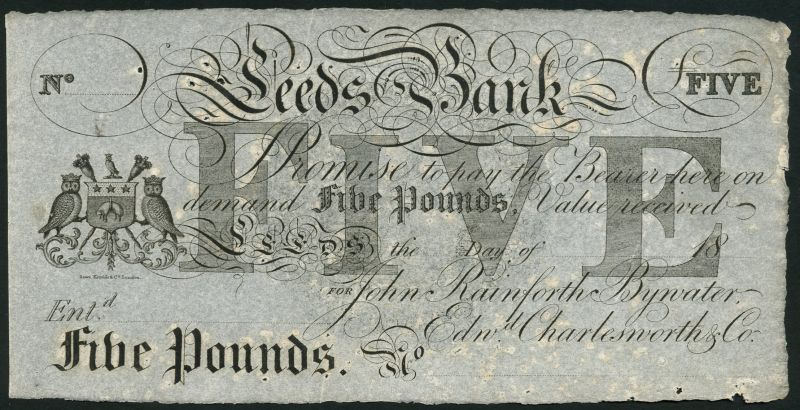 No
Leeds Bank
£ FIVE
FIVE
I Promise to pay the Bearer here on
demand Five Pounds, Value received
LEEDS the Day of 18
FOR John Rainforth Bywater.
Edwd Charlesworth & Co.
Entd
Five Pounds. No